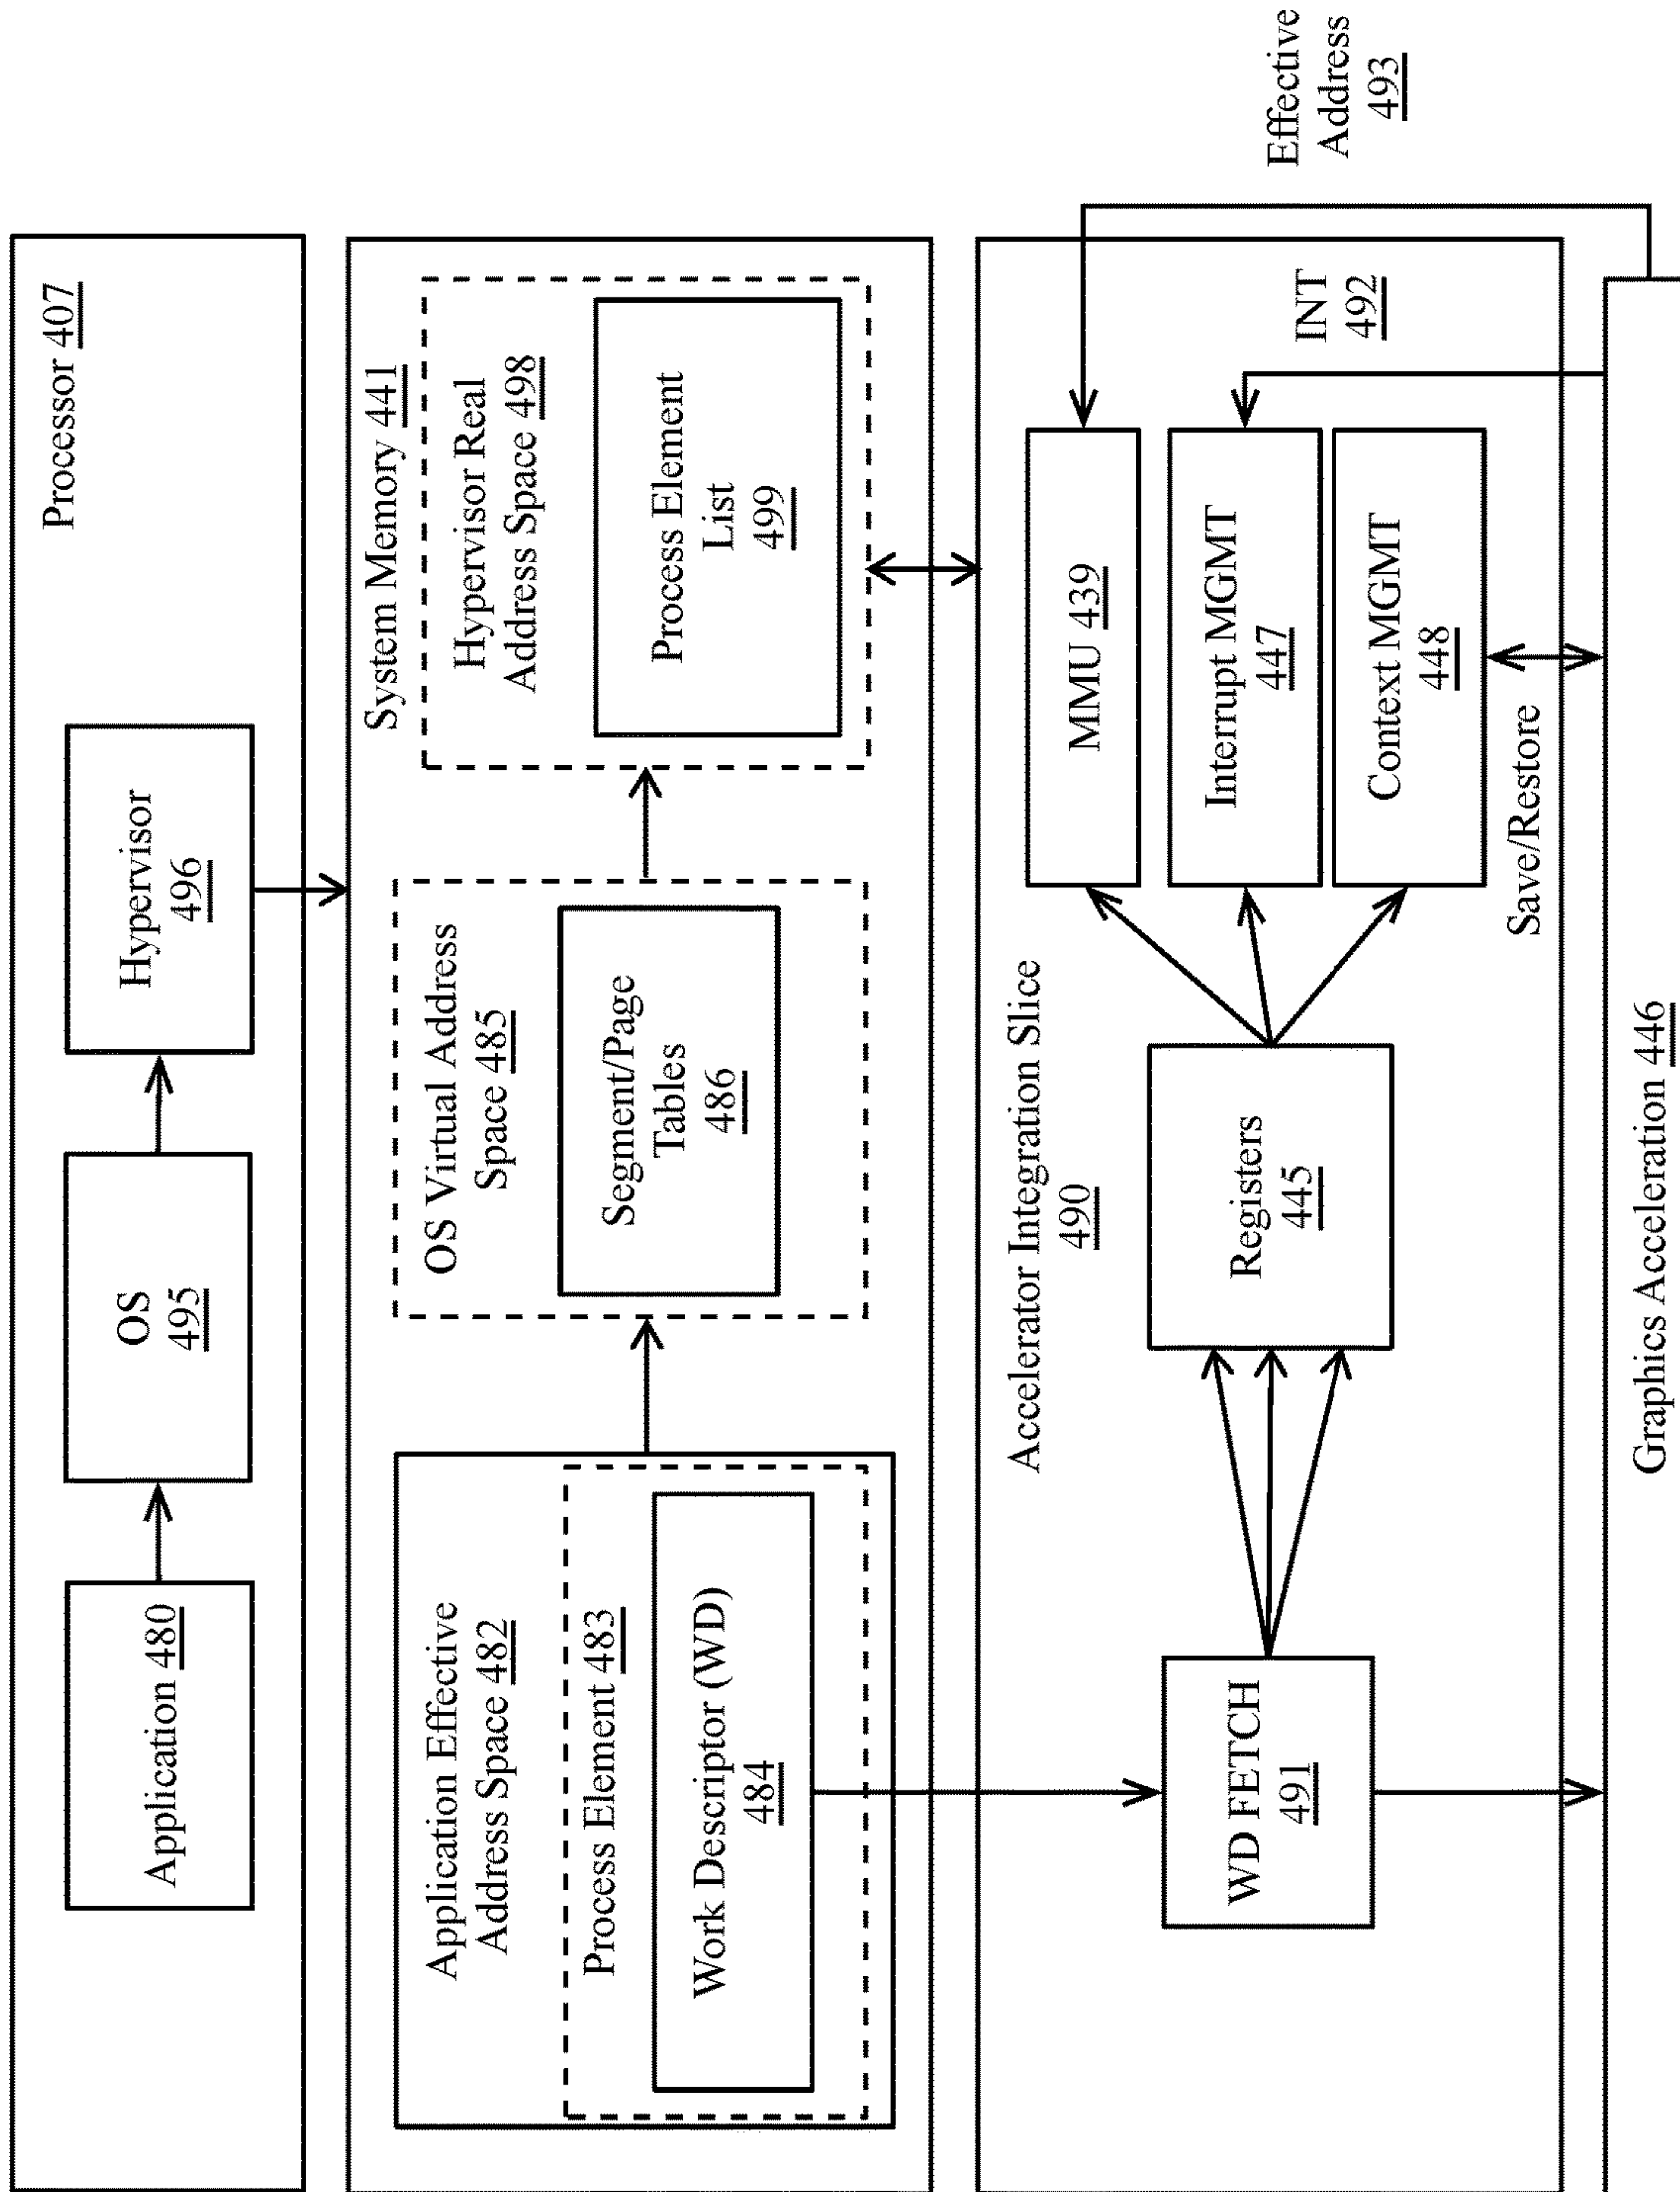 Processor 407
Application 480
OS
495
Hypervisor
496
System Memory 441
Application Effective
Address Space 482
Process Element 483
Work Descriptor (WD)
484
OS Virtual Address
Space 485
Segment/Page
Tables
486
Hypervisor Real
Address Space 498
Process Element
List
499
Accelerator Integration Slice
490
WD FETCH
491
Registers
445
MMU 439
Interrupt MGMT
447
Context MGMT
448
INT
492
Effective
Address
493
Save/Restore
Graphics Acceleration 446